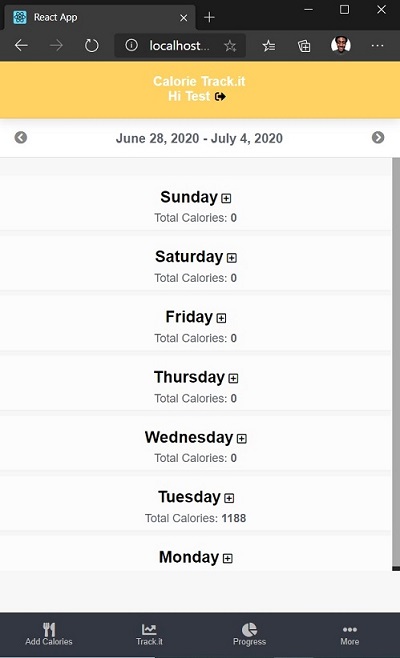 React App
localhost...
Calorie Track.it
Hi Test
June 28, 2020 - July 4, 2020
Sunday
Total Calories: 0
Saturday
Total Calories: 0
Friday
Total Calories: 0
Thursday
Total Calories: 0
Wednesday
Total Calories: 0
Tuesday
Total Calories: 1188
Monday
Add Calories Track.it Progress More